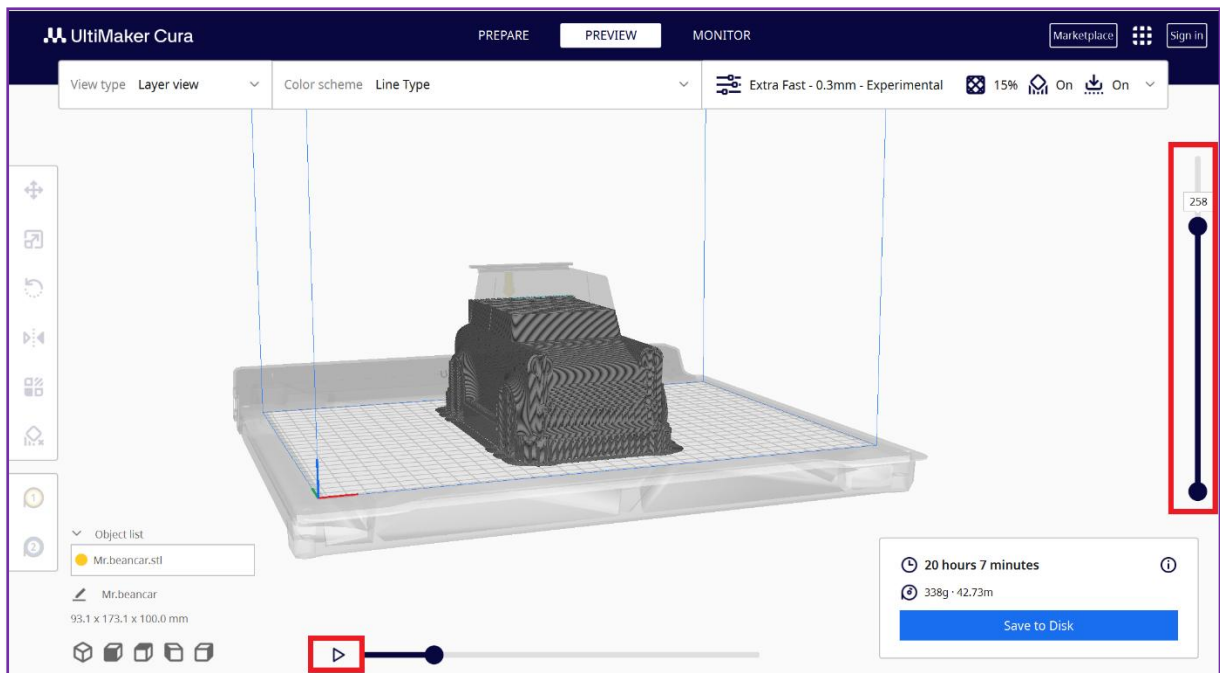 UltiMaker Cura
PREPARE PREVIEW MONITOR
Marketplace Sign in
View type Layer view Color scheme Line Type Extra Fast - 0.3mm - Experimental 15% On On
258
1
2
Object list
Mr.beancar.stl
Mr.beancar
93.1 x 173.1 x 100.0 mm
20 hours 7 minutes
338g · 42.73m
Save to Disk